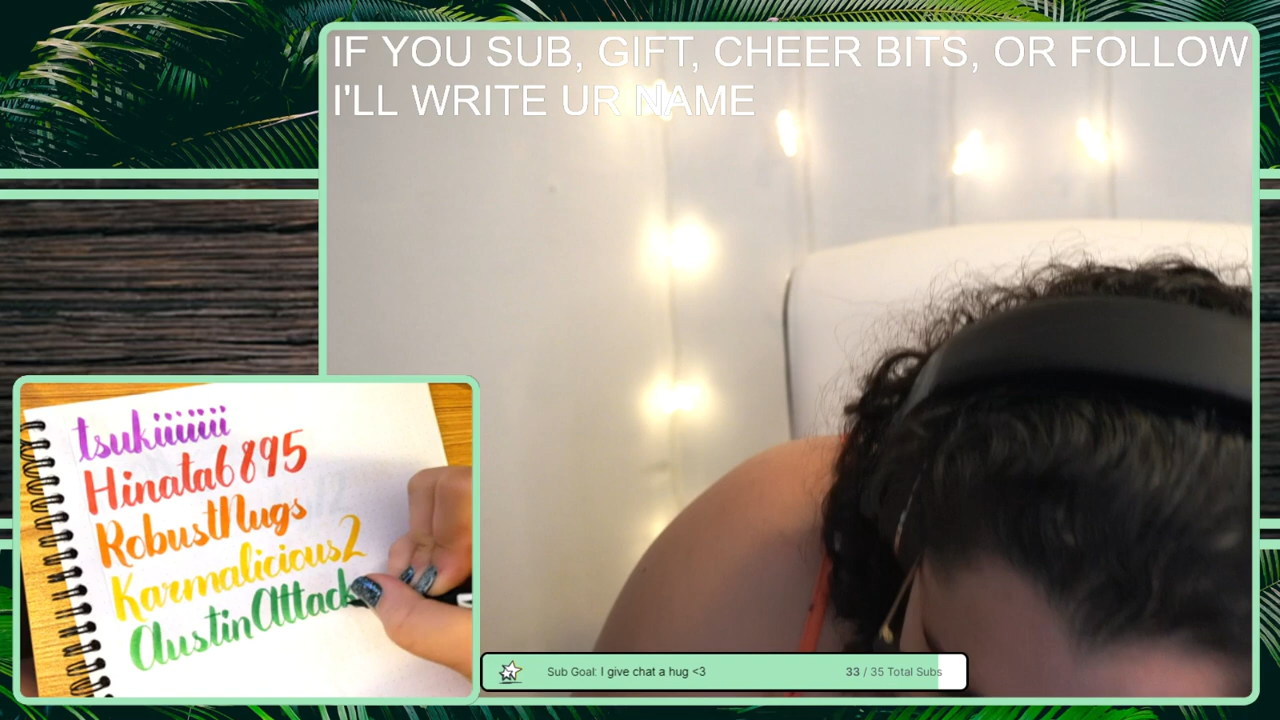 IF YOU SUB, GIFT, CHEER BITS, OR FOLLOW
I'LL WRITE UR NAME
tsukiiiiiii
Hinata6895
RobustNugs
Karmalicious2
AustinAttack
Sub Goal: I give chat a hug <3
33 / 35 Total Subs